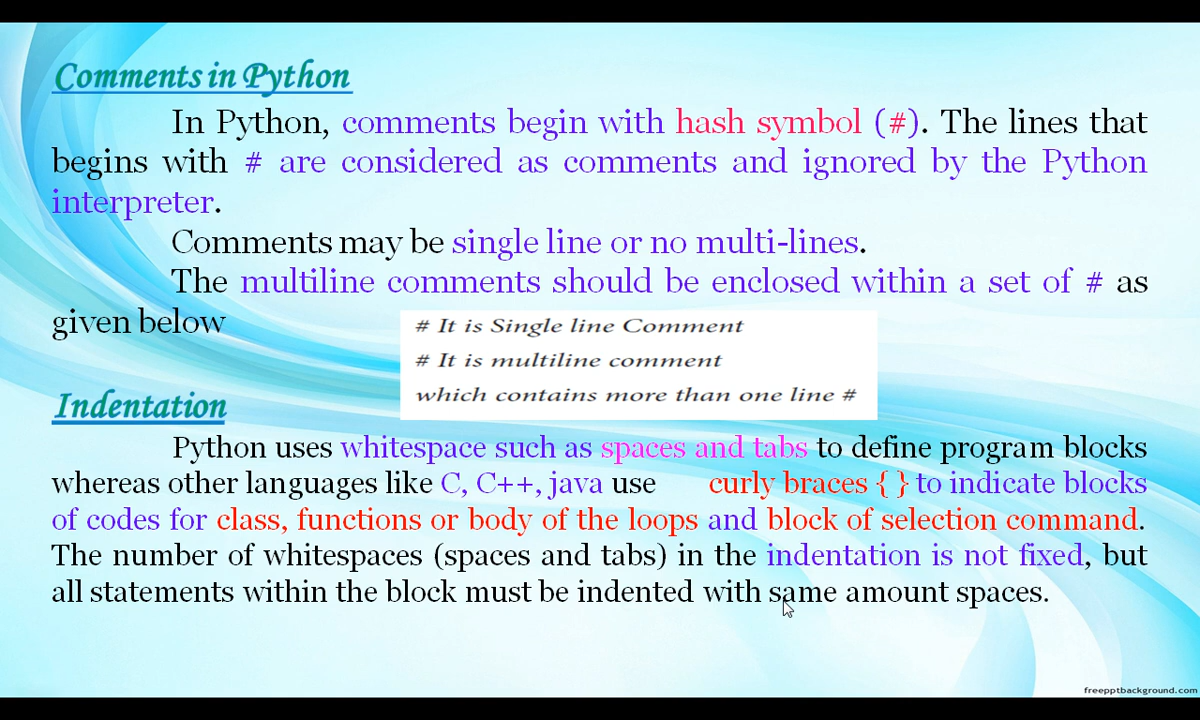 Comments in Python
In Python, comments begin with hash symbol (#). The lines that
begins with # are considered as comments and ignored by the Python
interpreter.
Comments may be single line or no multi-lines.
The multiline comments should be enclosed within a set of # as
given below
# It is Single line Comment
# It is multiline comment
which contains more than one line #
Indentation
Python uses whitespace such as spaces and tabs to define program blocks
whereas other languages like C, C++, java use curly braces { } to indicate blocks
of codes for class, functions or body of the loops and block of selection command.
The number of whitespaces (spaces and tabs) in the indentation is not fixed, but
all statements within the block must be indented with same amount spaces.
freepptbackground.com